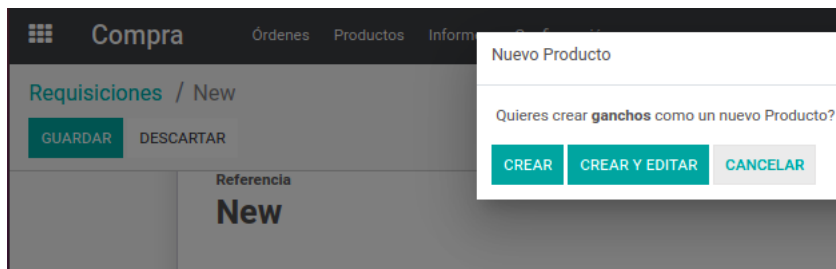 Compra Órdenes Productos
Nuevo Producto
Requisiciones / New
Quieres crear ganchos como un nuevo Producto?
GUARDAR DESCARTAR
CREAR CREAR Y EDITAR CANCELAR
Referencia
New